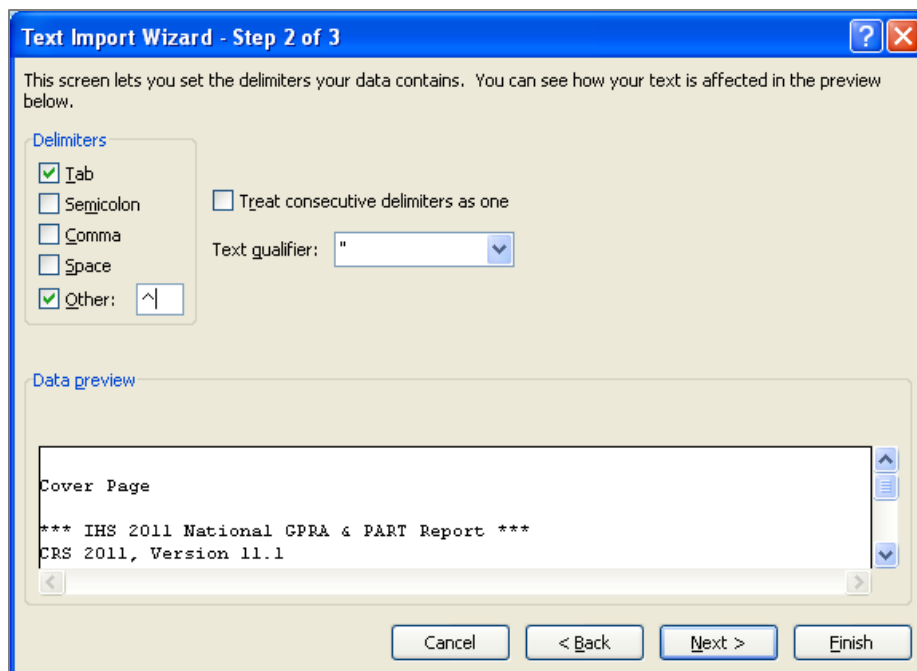 Text Import Wizard - Step 2 of 3
This screen lets you set the delimiters your data contains. You can see how your text is affected in the preview
below.
Delimiters
Tab
Semicolon
Comma
Space
Other: ^
Treat consecutive delimiters as one
Text qualifier: "
Data preview
Cover Page
*** IHS 2011 National GPRA & PART Report ***
CRS 2011, Version 11.1
Cancel
< Back
Next >
Finish